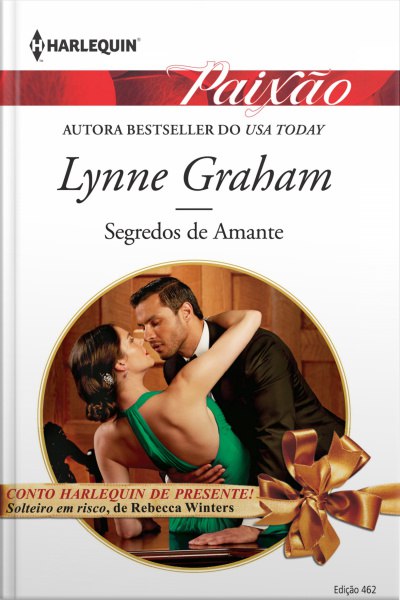 HARLEQUIN®
Paixão
AUTORA BESTSELLER DO USA TODAY
Lynne Graham
Segredos de Amante
CONTO HARLEQUIN DE PRESENTE!
Solteiro em risco, de Rebecca Winters
Edição 462